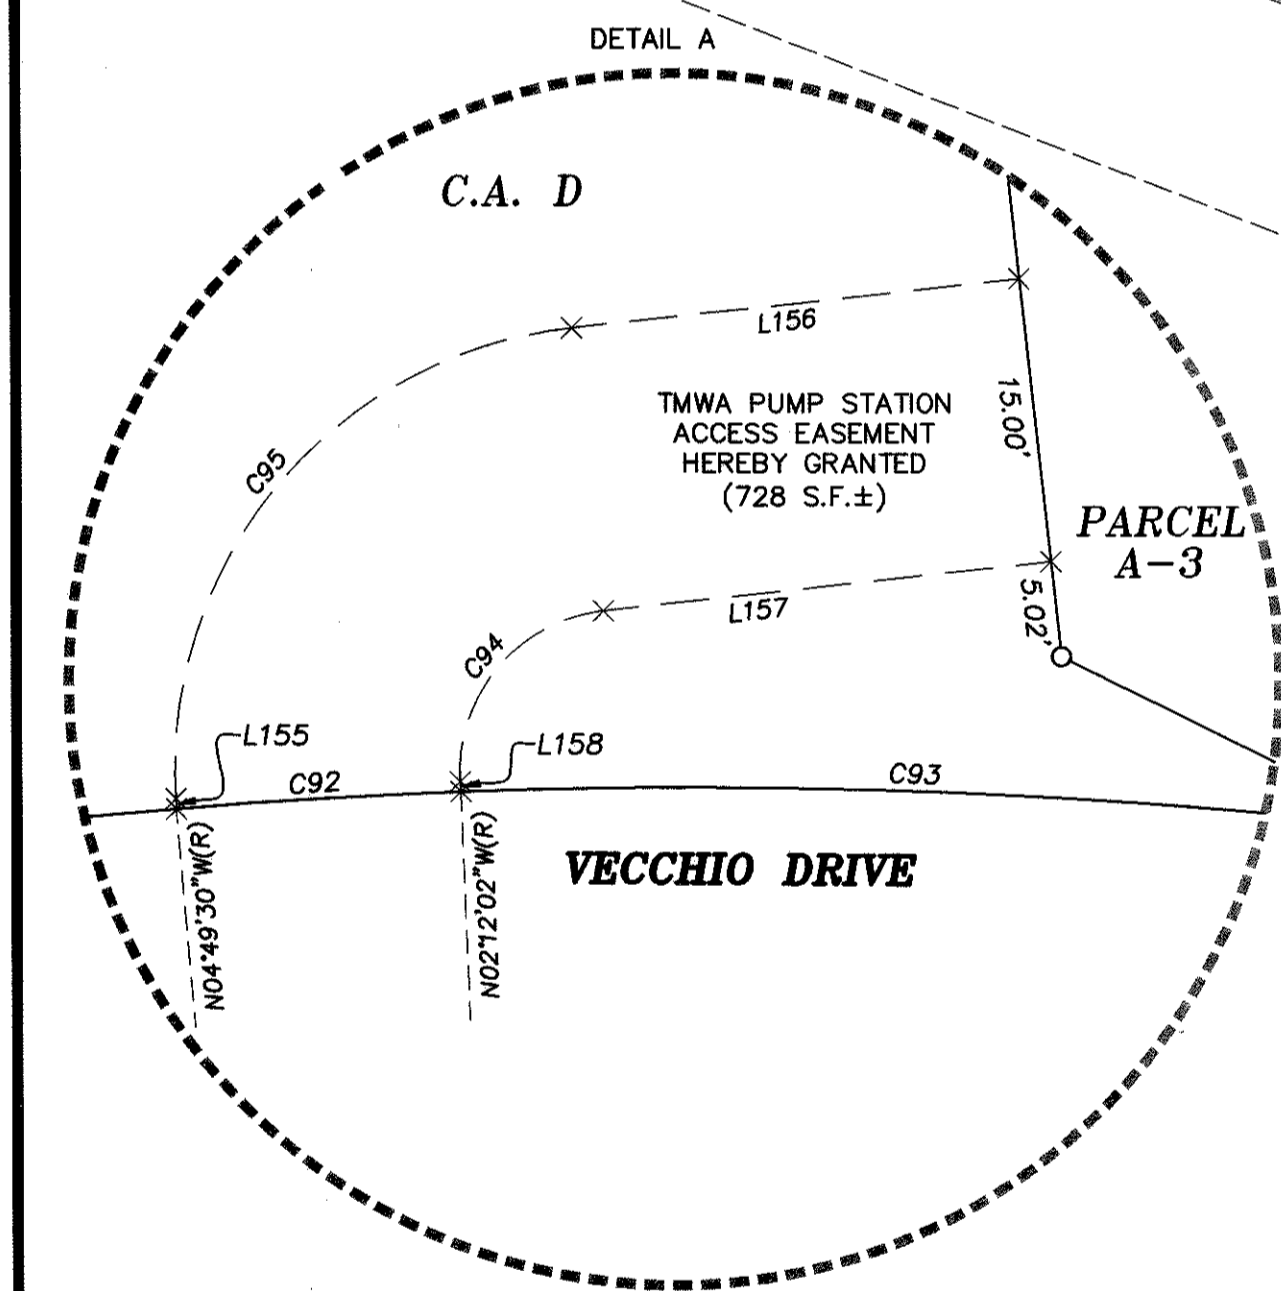 DETAIL A
C.A. D
L156
TMWA PUMP STATION
ACCESS EASEMENT
HEREBY GRANTED
(728 S.F.±)
15.00'
C95
PARCEL
A-3
5.02'
L157
C94
L155
L158
C92
C93
N04°49'30"W(R)
N02°12'02"W(R)
VECCHIO DRIVE